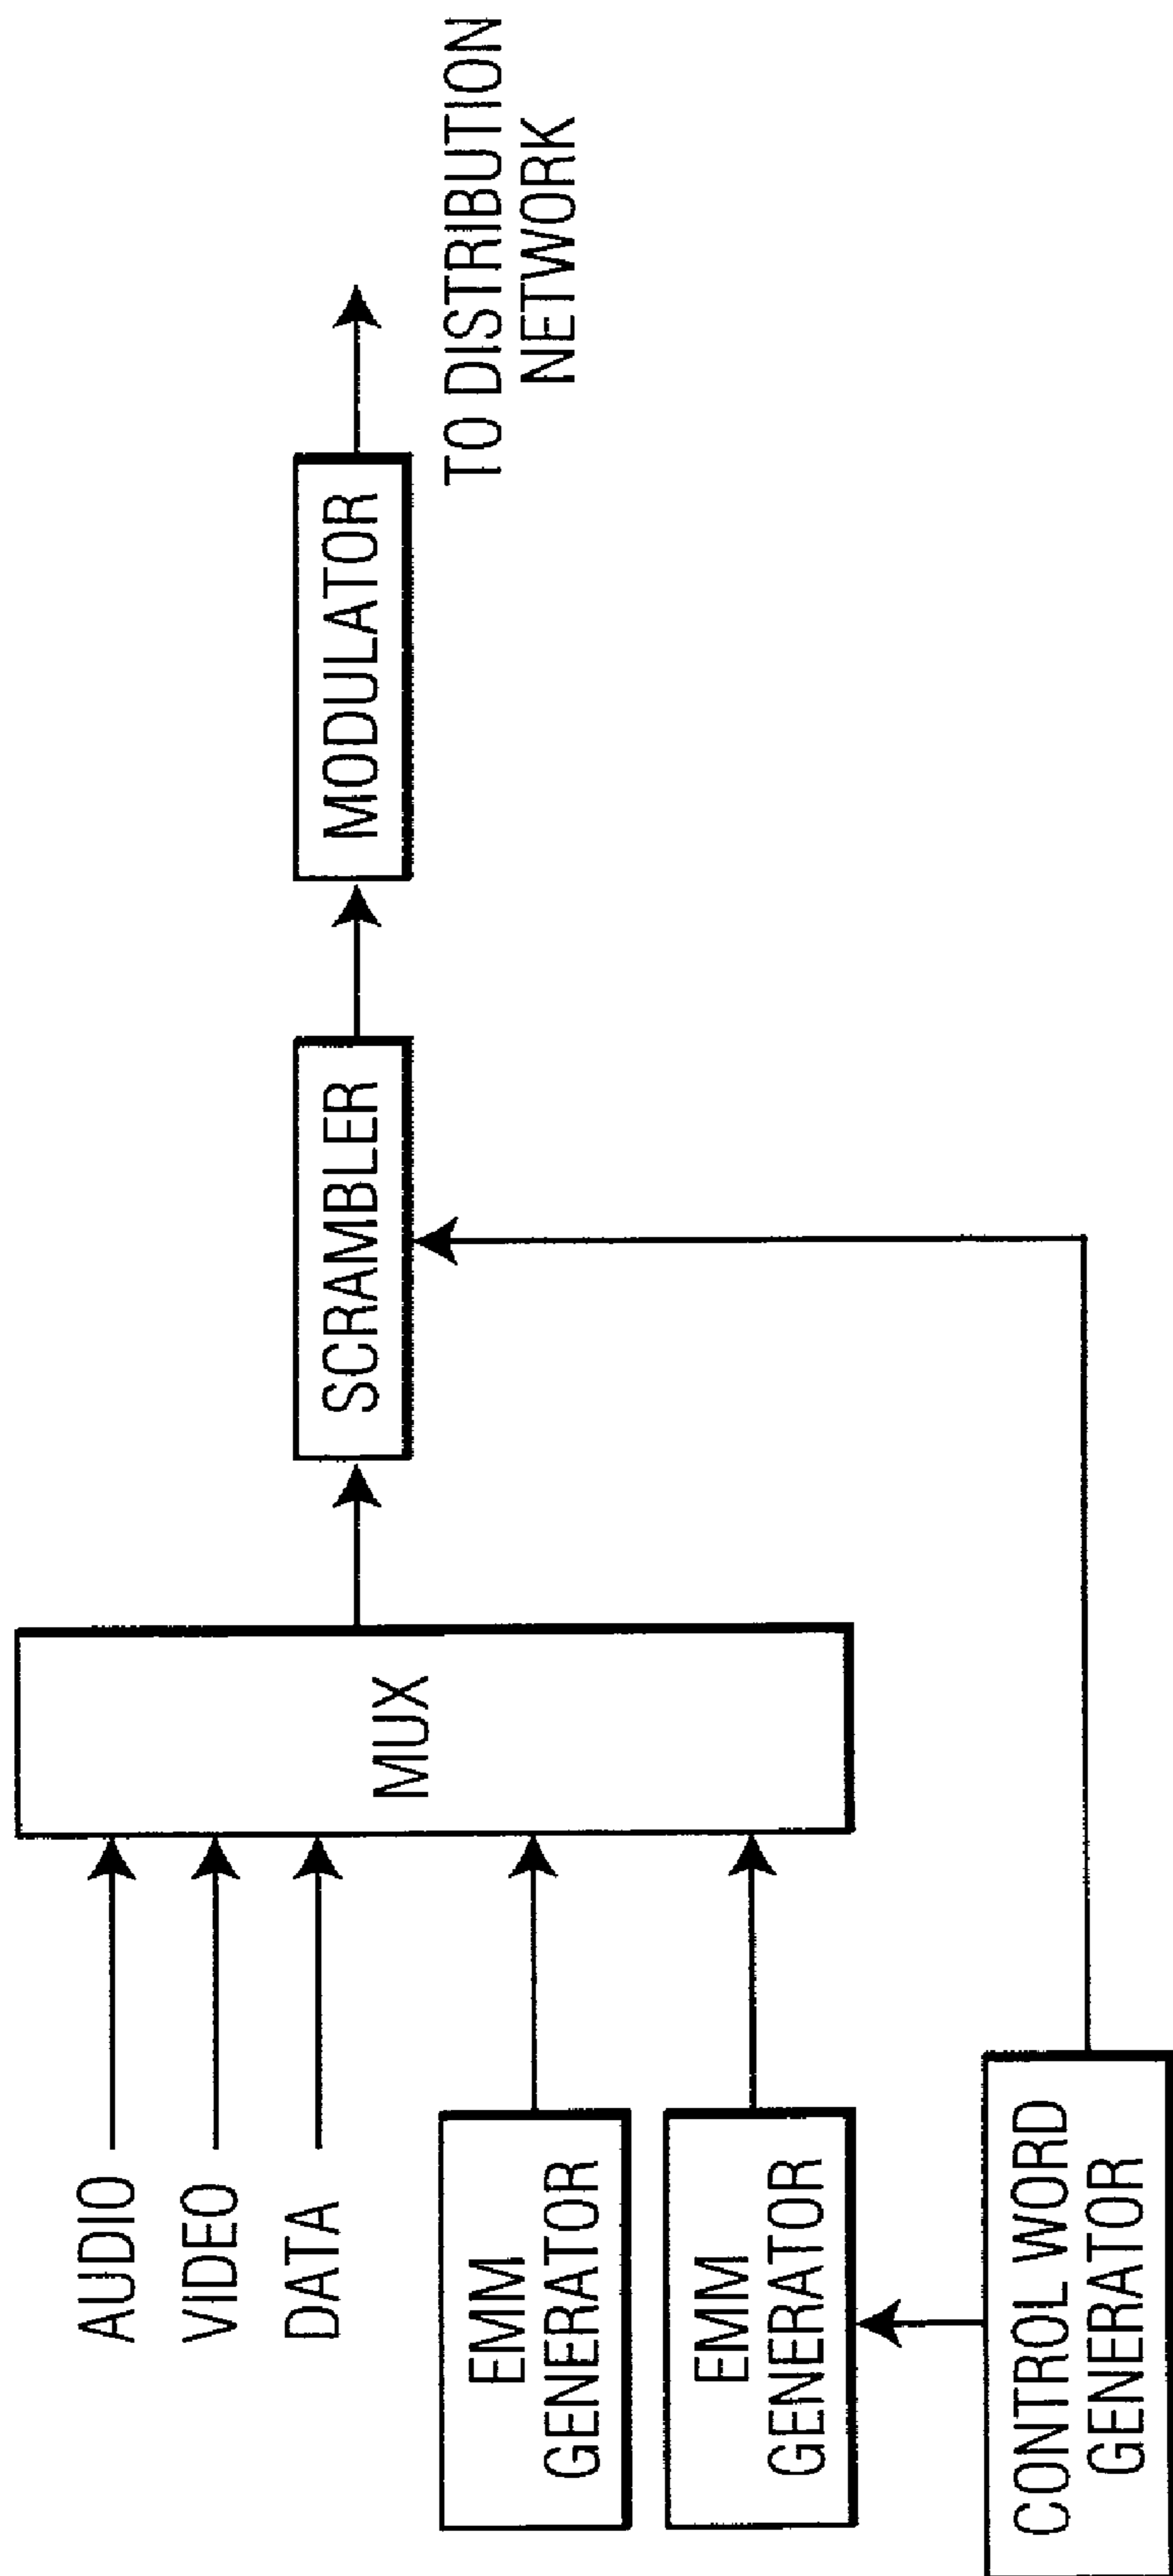 AUDIO
VIDEO
DATA
EMM
GENERATOR
EMM
GENERATOR
CONTROL WORD
GENERATOR
MUX
SCRAMBLER
MODULATOR
TO DISTRIBUTION
NETWORK